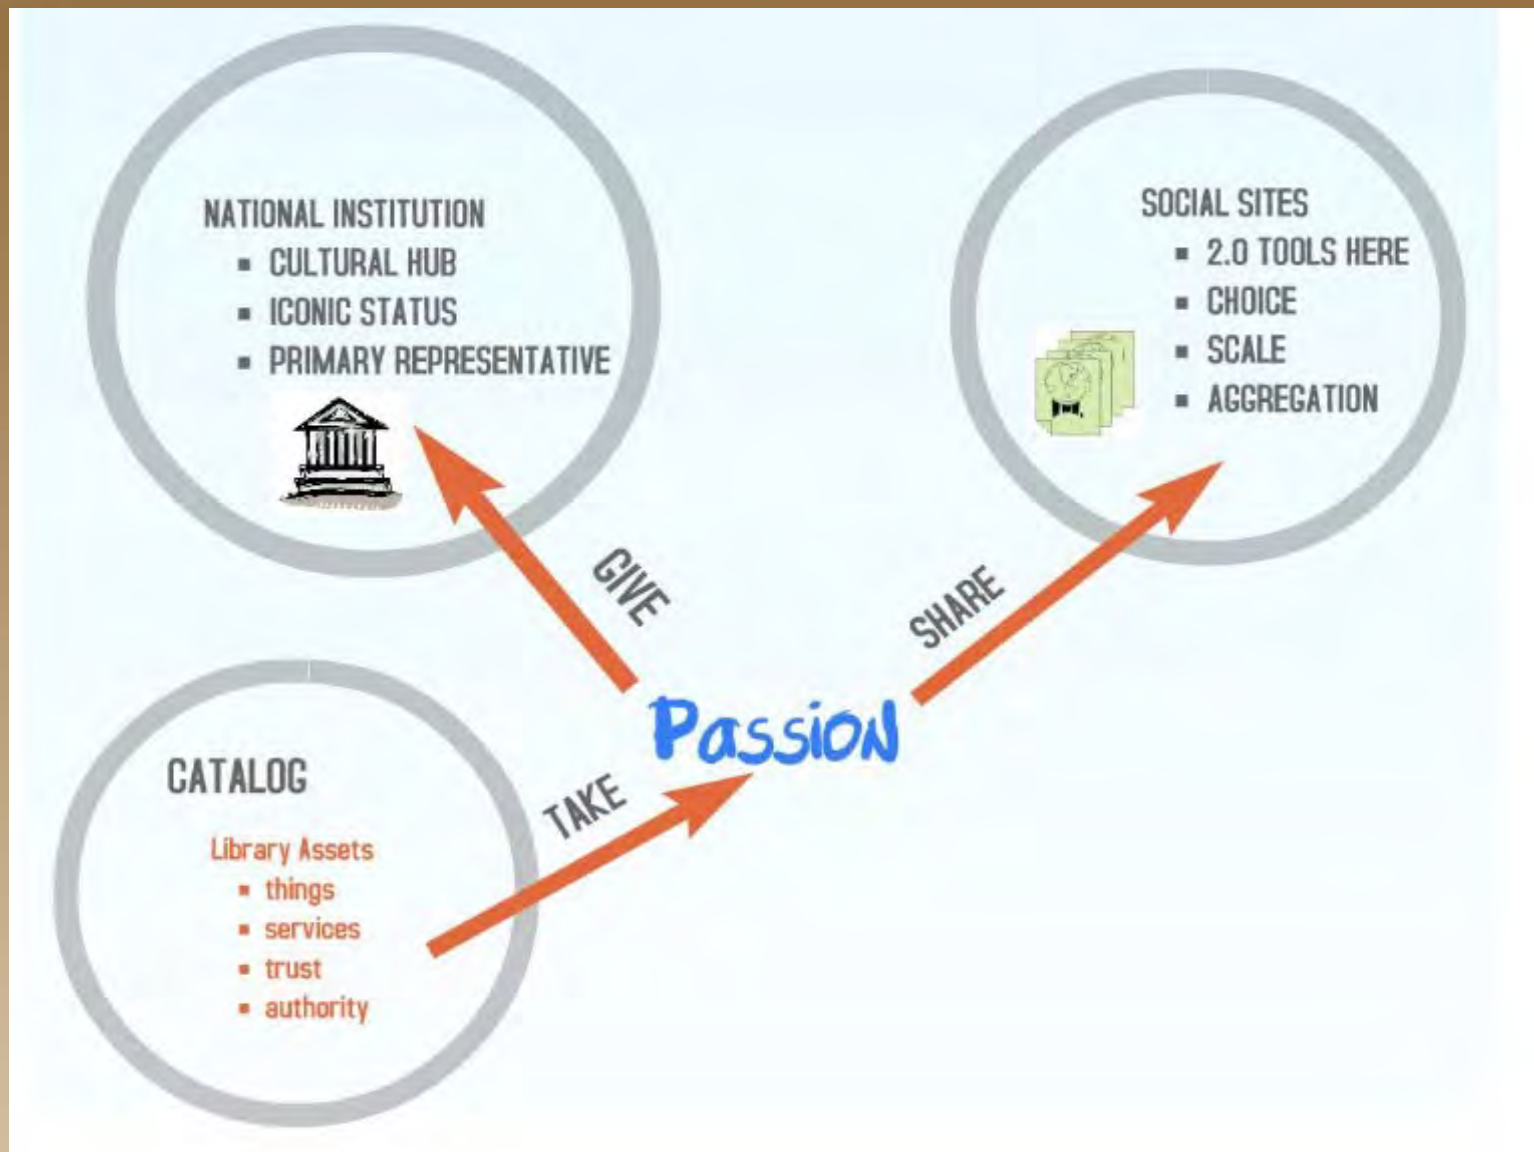 NATIONAL INSTITUTION
▪ CULTURAL HUB
▪ ICONIC STATUS
▪ PRIMARY REPRESENTATIVE
SOCIAL SITES
▪ 2.0 TOOLS HERE
▪ CHOICE
▪ SCALE
▪ AGGREGATION
GIVE
SHARE
Passion
TAKE
CATALOG
Library Assets
▪ things
▪ services
▪ trust
▪ authority